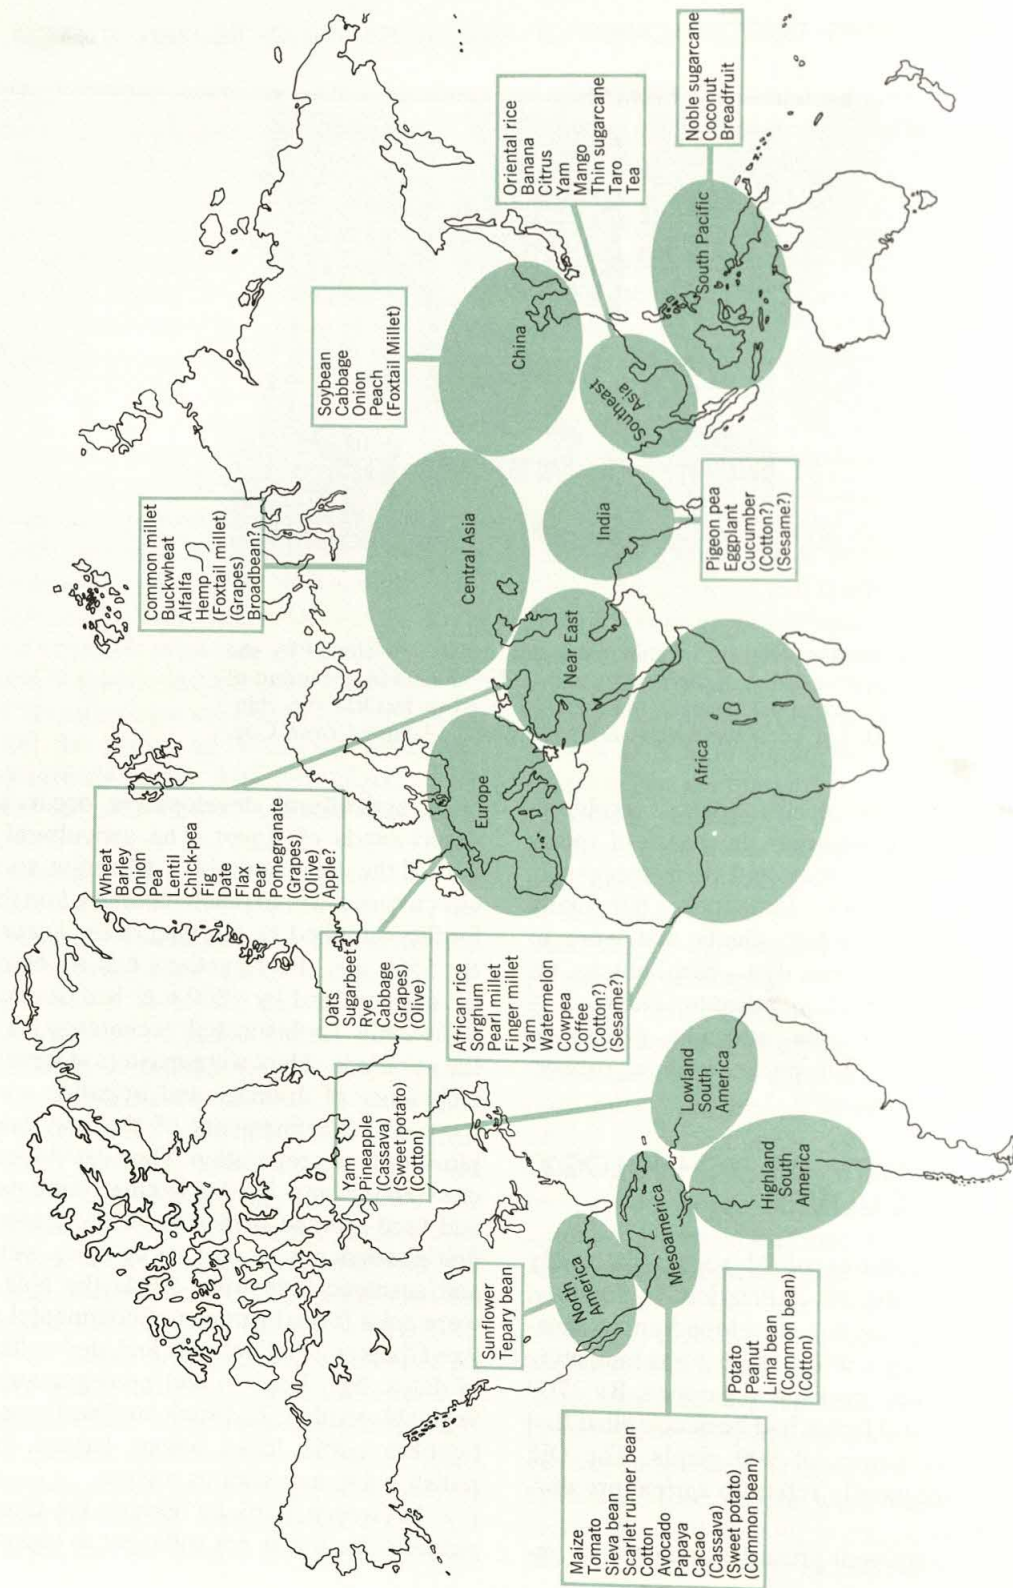 Maize
Tomato
Sieva bean
Scarlet runner bean
Cotton
Avocado
Papaya
Cacao
(Cassava)
(Sweet potato)
(Common bean)
Mesoamerica
Sunflower
Tepary bean
North
America
Potato
Peanut
Lima bean
(Common bean)
(Cotton)
Highland
South
America
Yam
Pineapple
(Cassava)
(Sweet potato)
(Cotton)
Lowland
South
America
African rice
Sorghum
Pearl millet
Finger millet
Yam
Watermelon
Cowpea
Coffee
(Cotton?)
(Sesame?)
Africa
Oats
Sugarbeet
Rye
Cabbage
(Grapes)
(Olive)
Europe
Wheat
Barley
Onion
Pea
Lentil
Chick-pea
Fig
Date
Flax
Pear
Pomegranate
(Grapes)
(Olive)
Apple?
Near East
Common millet
Buckwheat
Alfalfa
Hemp
(Foxtail millet)
(Grapes)
Broadbean?
Central Asia
Pigeon pea
Eggplant
Cucumber
(Cotton?)
(Sesame?)
India
Soybean
Cabbage
Onion
Peach
(Foxtail Millet)
China
Oriental rice
Banana
Citrus
Yam
Mango
Thin sugarcane
Taro
Tea
Southeast
Asia
Noble sugarcane
Coconut
Breadfruit
South Pacific